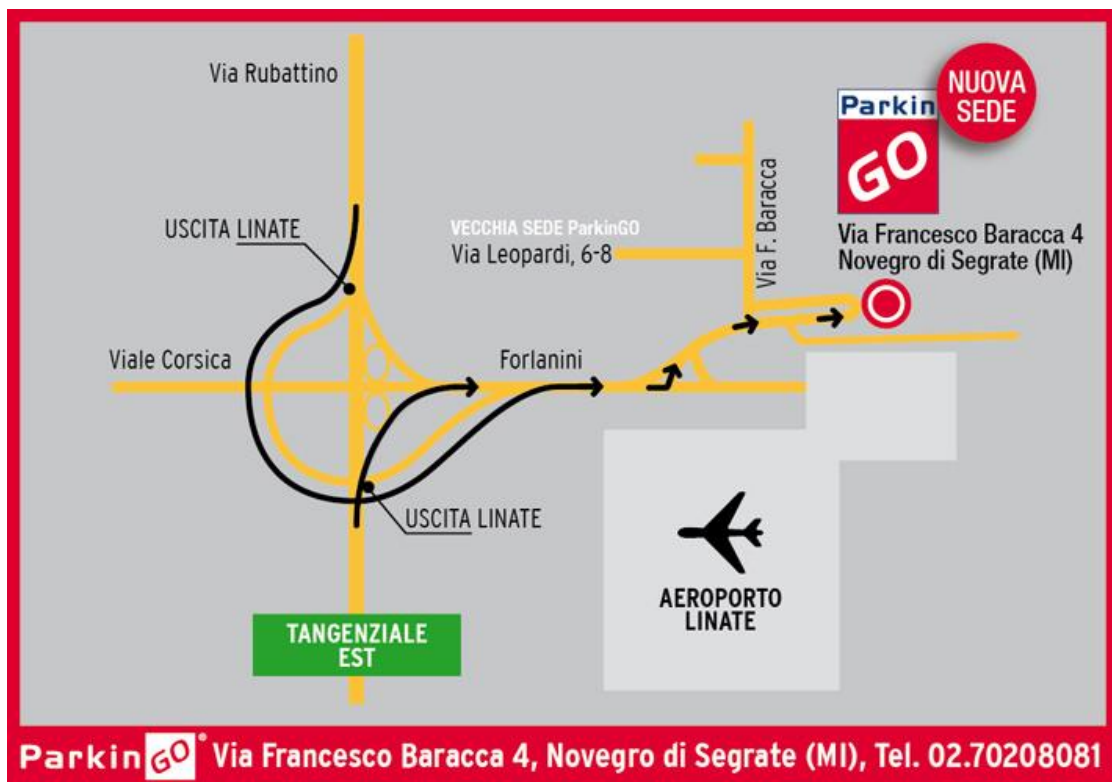 Via Rubattino
NUOVA
SEDE
Parkin
GO
USCITA LINATE
VECCHIA SEDE ParkinGO
Via Leopardi, 6-8
Via F. Baracca
Via Francesco Baracca 4
Novegro di Segrate (MI)
Viale Corsica
Forlanini
USCITA LINATE
AEROPORTO
LINATE
TANGENZIALE
EST
ParkinGO® Via Francesco Baracca 4, Novegro di Segrate (MI), Tel. 02.70208081